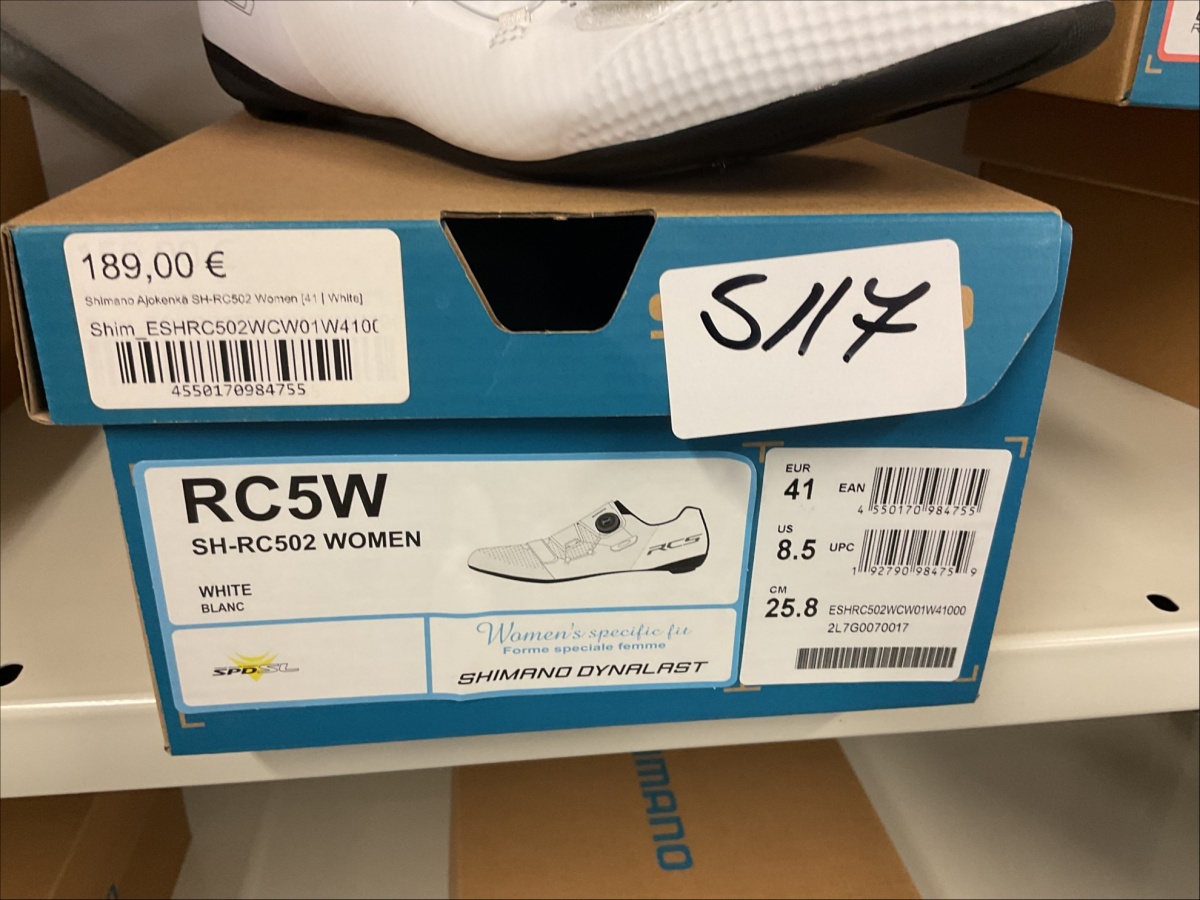 189,00 €
Shimano Ajokenkä SH-RC502 Women [41 | White]
Shim_ESHRC502WCW01W4100
4550170984755
S117
RC5W
SH-RC502 WOMEN
WHITE
BLANC
RC5
SPD-SL
Women's specific fit
Forme speciale femme
SHIMANO DYNALAST
EUR
41
EAN
4 550170 984755
US
8.5
UPC
1 92790 98475 9
CM
25.8
ESHRC502WCW01W41000
2L7G0070017
IMANO